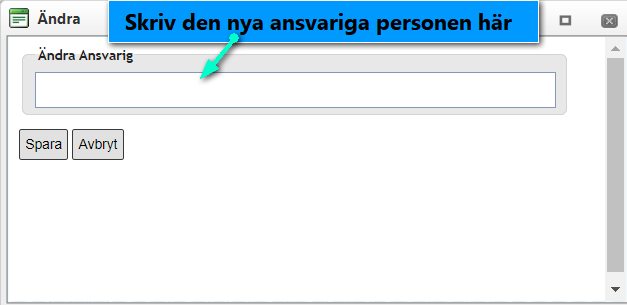 Ändra
Skriv den nya ansvariga personen här
Ändra Ansvarig
Spara Avbryt